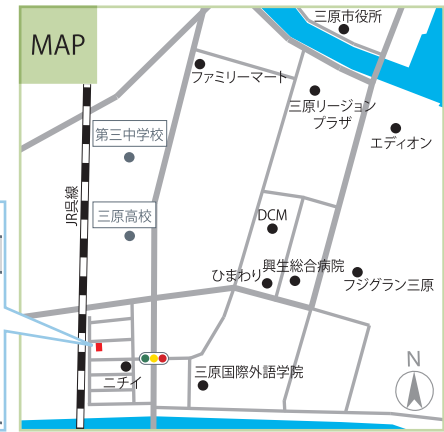 MAP
三原市役所
ファミリーマート
三原リージョン
プラザ
エディオン
第三中学校
JR呉線
三原高校
DCM
興生総合病院
ひまわり
フジグラン三原
ニチイ
三原国際外語学院
N